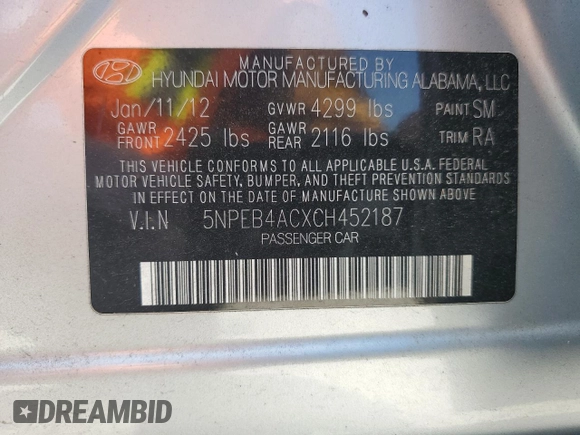 MANUFACTURED BY
HYUNDAI MOTOR MANUFACTURING ALABAMA, LLC
Jan/11/12 GVWR 4299 lbs PAINT SM
GAWR FRONT 2425 lbs GAWR REAR 2116 lbs TRIM RA
THIS VEHICLE CONFORMS TO ALL APPLICABLE U.S.A. FEDERAL
MOTOR VEHICLE SAFETY, BUMPER, AND THEFT PREVENTION STANDARDS
IN EFFECT ON THE DATE OF MANUFACTURE SHOWN ABOVE
V.I.N 5NPEB4ACXCH452187
PASSENGER CAR
DREAMBID